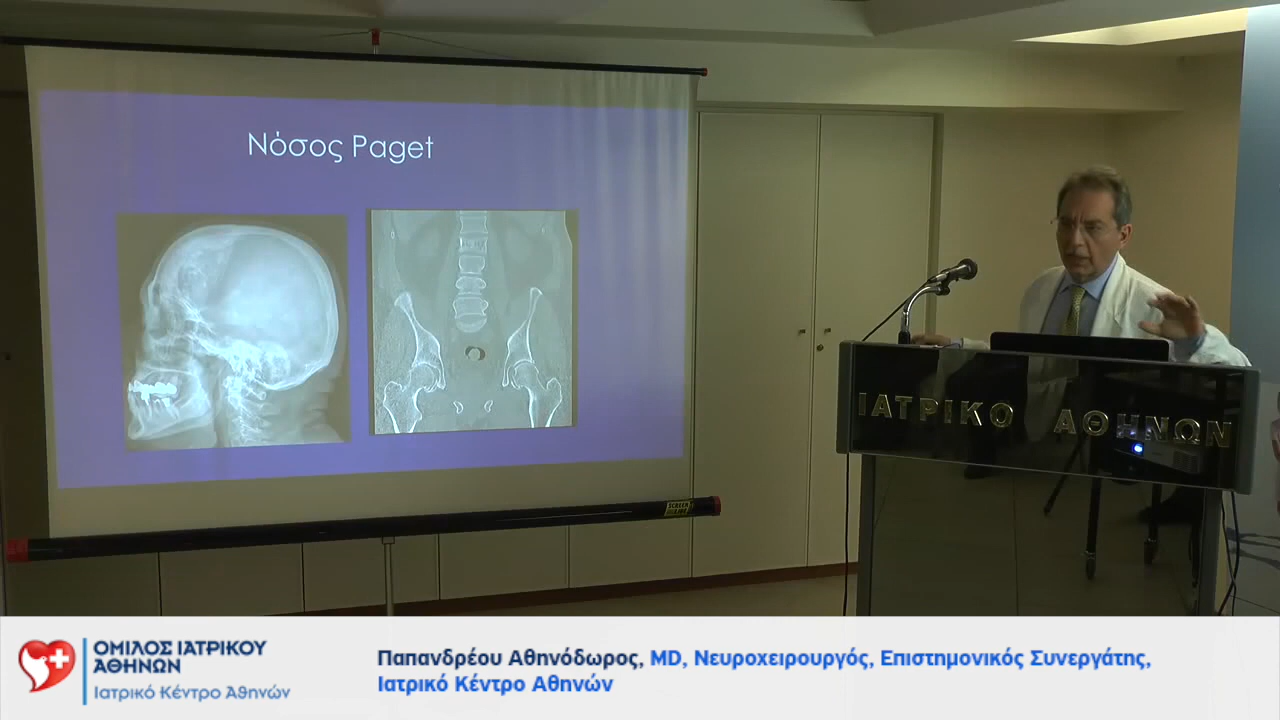 Νόσος Paget
ΙΑΤΡΙΚΟ ΑΘΗΝΩΝ
ΟΜΙΛΟΣ ΙΑΤΡΙΚΟΥ
ΑΘΗΝΩΝ
Ιατρικό Κέντρο Αθηνών
Παπανδρέου Αθηνόδωρος, MD, Νευροχειρουργός, Επιστημονικός Συνεργάτης,
Ιατρικό Κέντρο Αθηνών